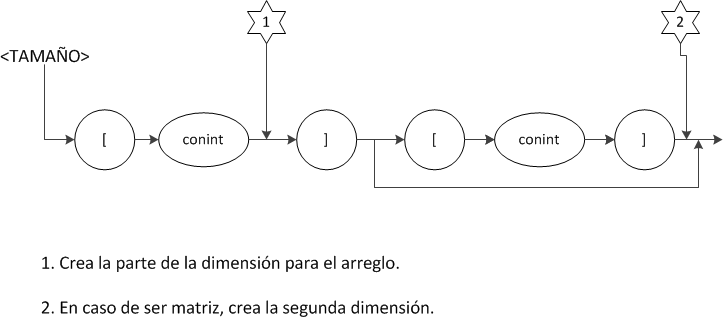 1
2
<TAMAÑO>
[
conint
]
[
conint
]
1. Crea la parte de la dimensión para el arreglo.
2. En caso de ser matriz, crea la segunda dimensión.